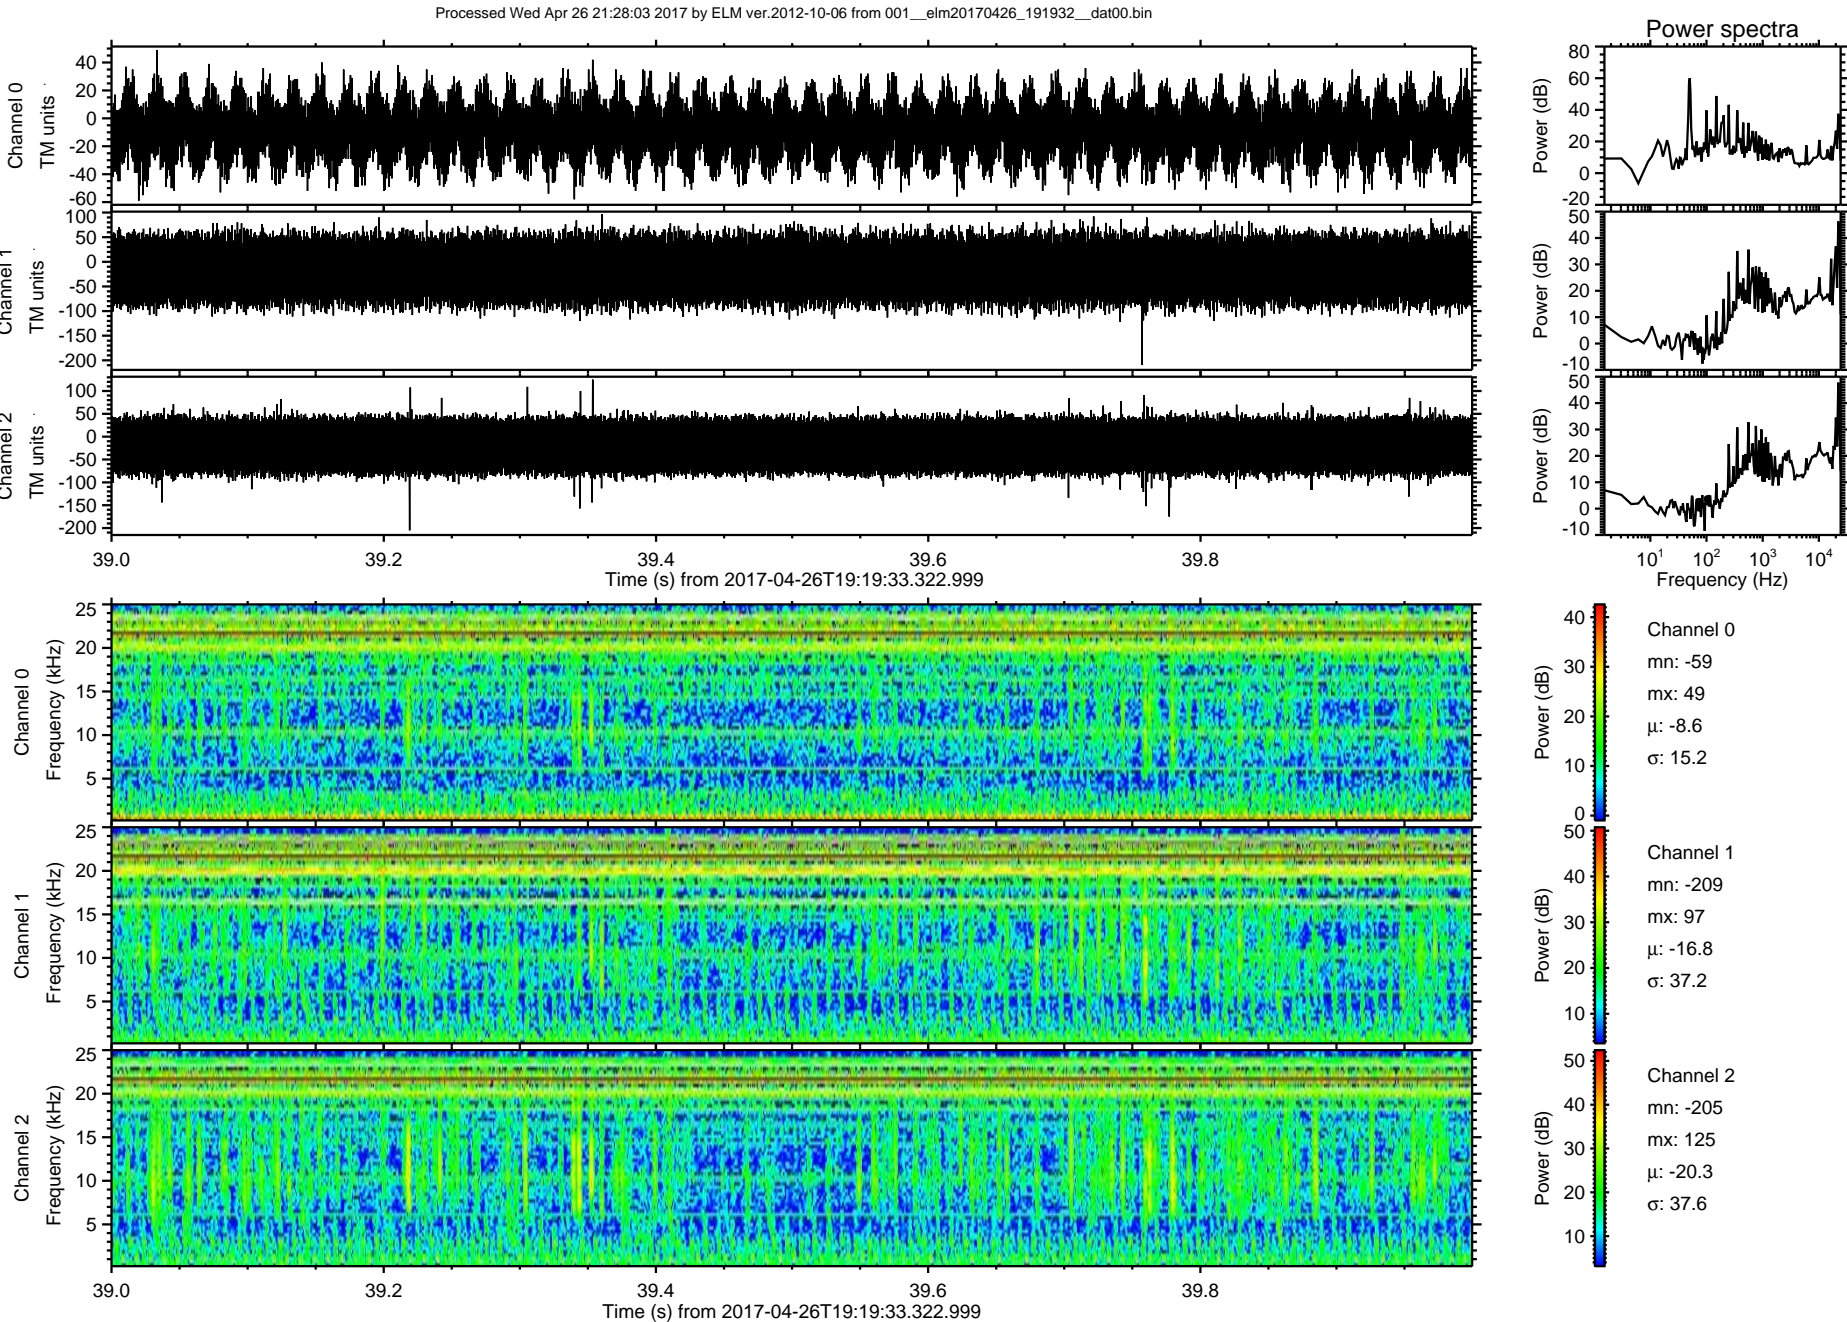 Processed Wed Apr 26 21:28:03 2017 by ELM ver.2012-10-06 from 001__elm20170426_191932__dat00.bin
Power spectra
Channel 0
TM units
40
20
0
-20
-40
-60
Power (dB)
80
60
40
20
0
-20
Channel 1
TM units
100
50
0
-50
-100
-150
-200
Power (dB)
50
40
30
20
10
0
-10
Channel 2
TM units
100
50
0
-50
-100
-150
-200
Power (dB)
50
40
30
20
10
0
-10
39.0 39.2 39.4 39.6 39.8
Time (s) from 2017-04-26T19:19:33.322.999
10¹ 10² 10³ 10⁴
Frequency (Hz)
Channel 0
Frequency (kHz)
25
20
15
10
5
Power (dB)
40
30
20
10
0
Channel 0
mn: -59
mx: 49
μ: -8.6
σ: 15.2
Channel 1
Frequency (kHz)
25
20
15
10
5
Power (dB)
50
40
30
20
10
Channel 1
mn: -209
mx: 97
μ: -16.8
σ: 37.2
Channel 2
Frequency (kHz)
25
20
15
10
5
Power (dB)
50
40
30
20
10
Channel 2
mn: -205
mx: 125
μ: -20.3
σ: 37.6
39.0 39.2 39.4 39.6 39.8
Time (s) from 2017-04-26T19:19:33.322.999